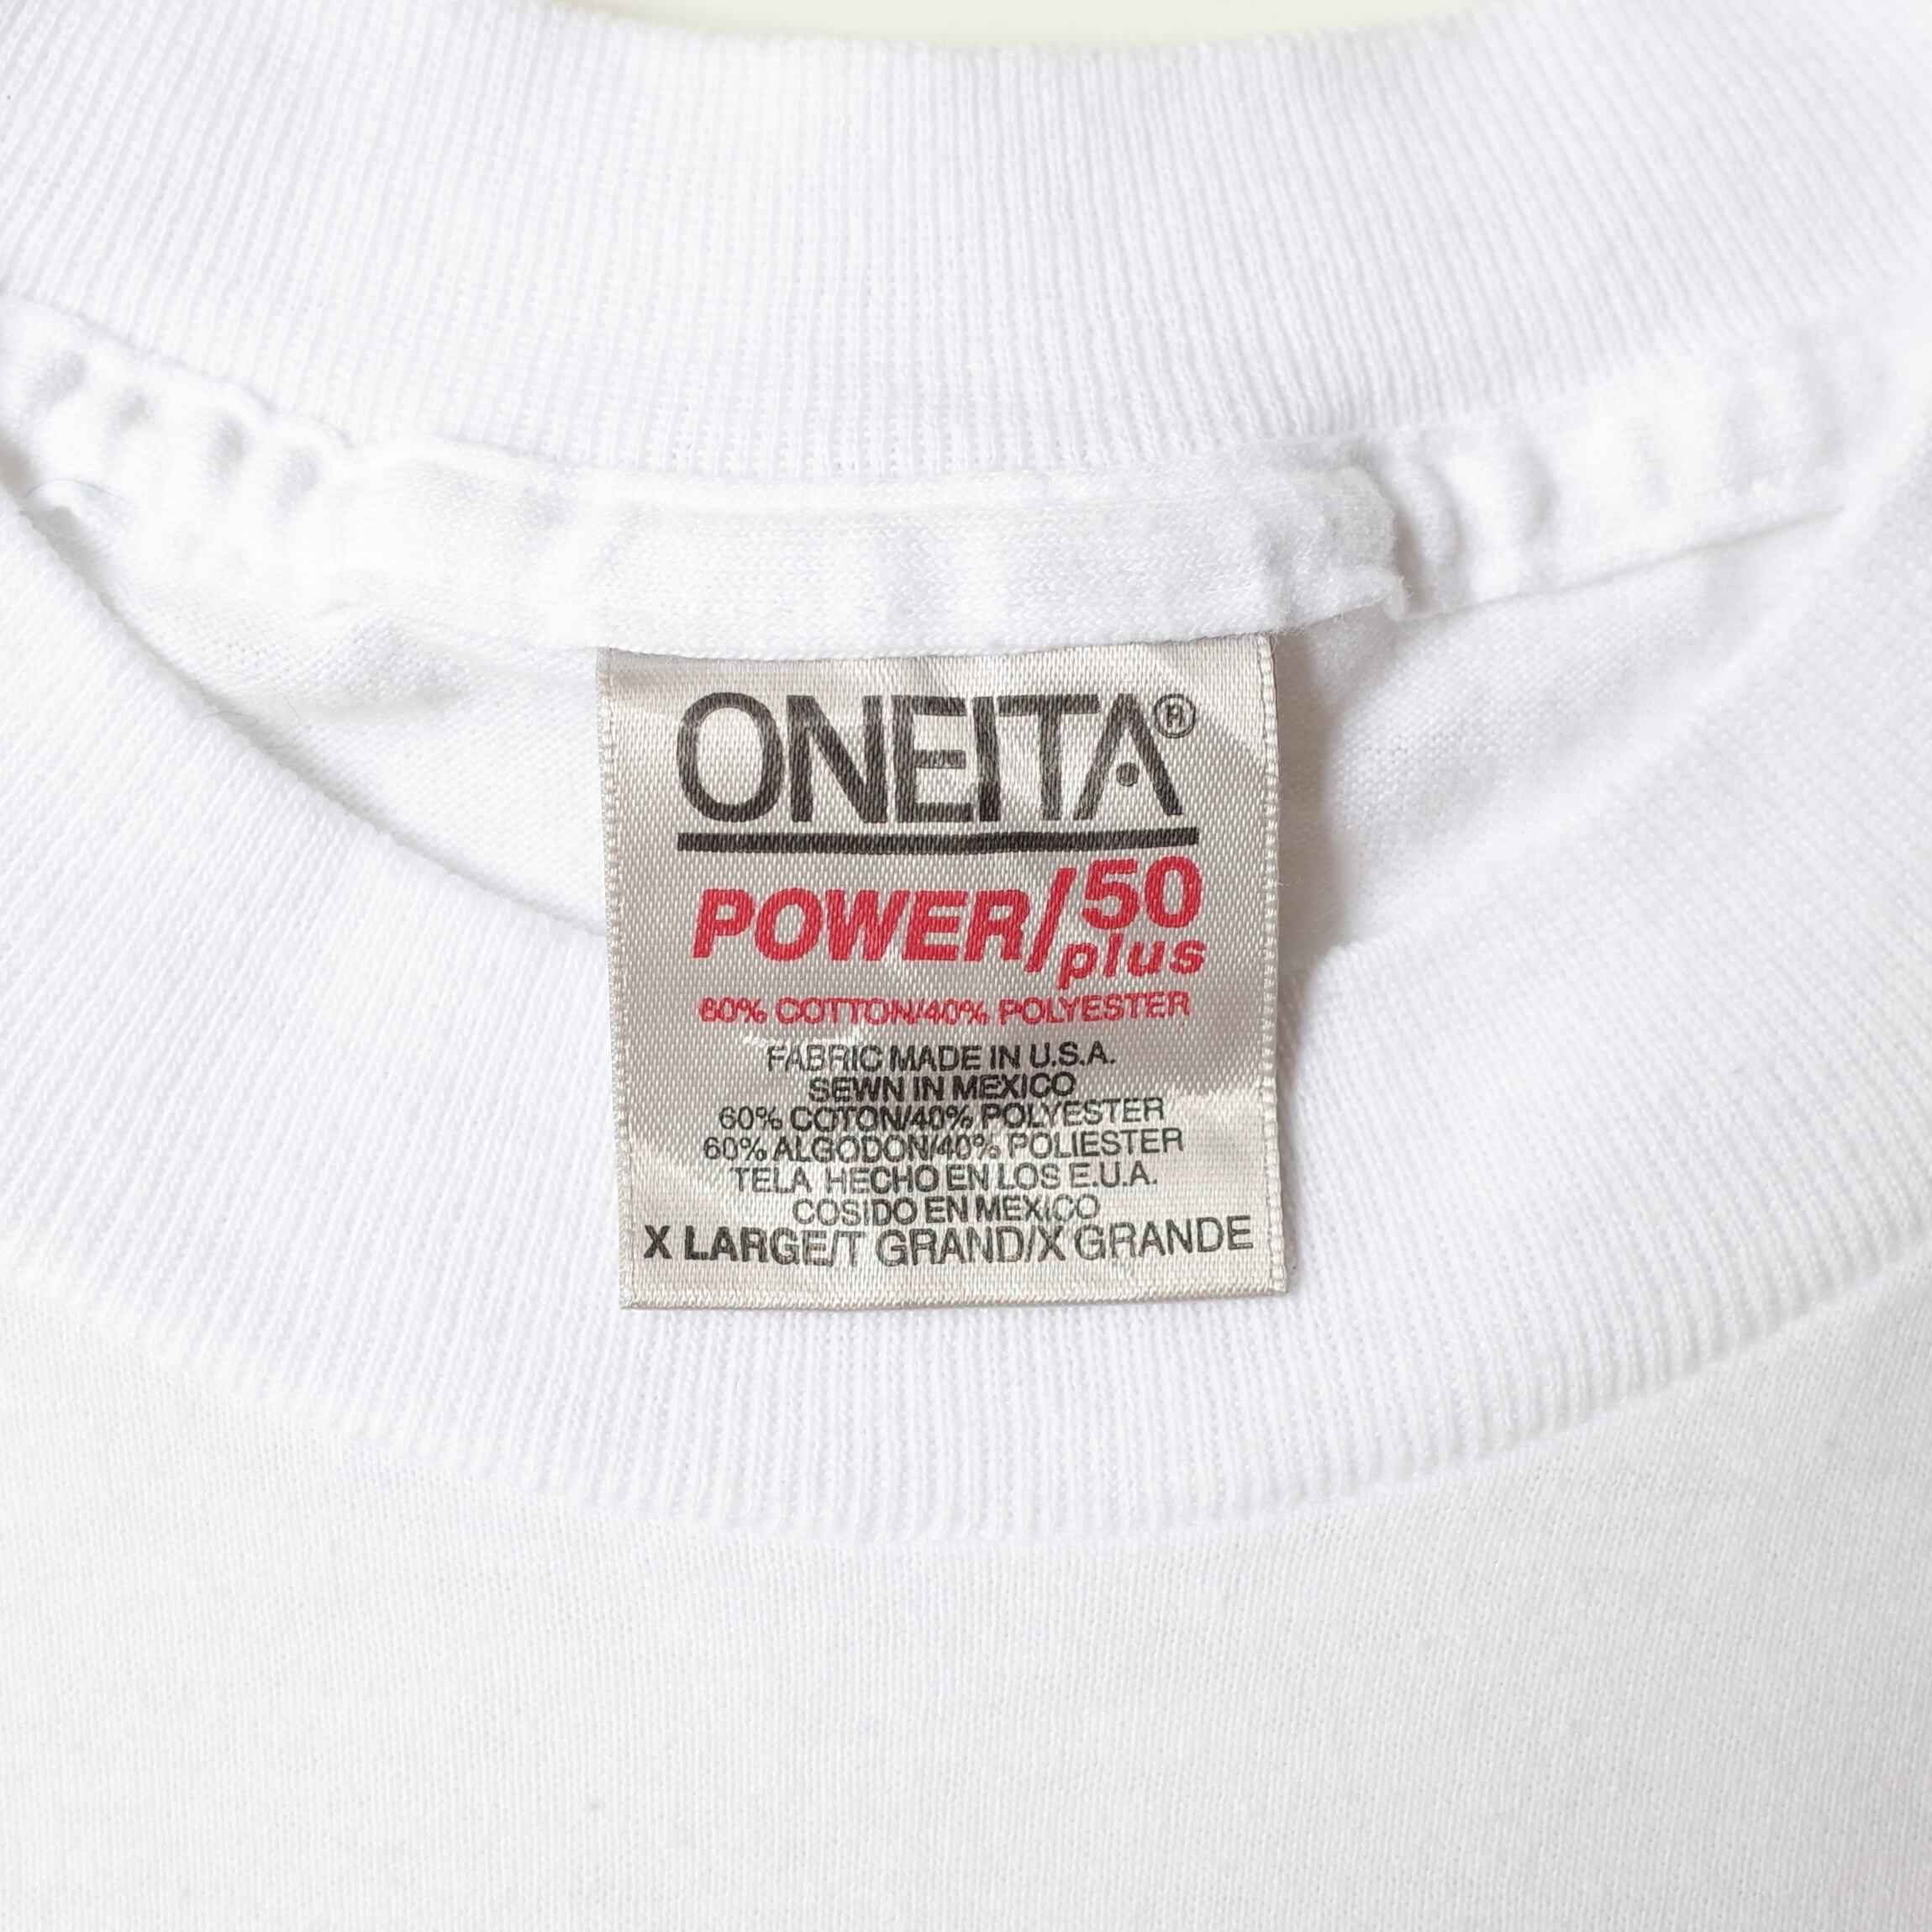 ONEITA®
POWER/50
plus
60% COTTON/40% POLYESTER
FABRIC MADE IN U.S.A.
SEWN IN MEXICO
60% COTON/40% POLYESTER
60% ALGODON/40% POLIESTER
TELA HECHO EN LOS E.U.A.
COSIDO EN MEXICO
X LARGE/T GRAND/X GRANDE